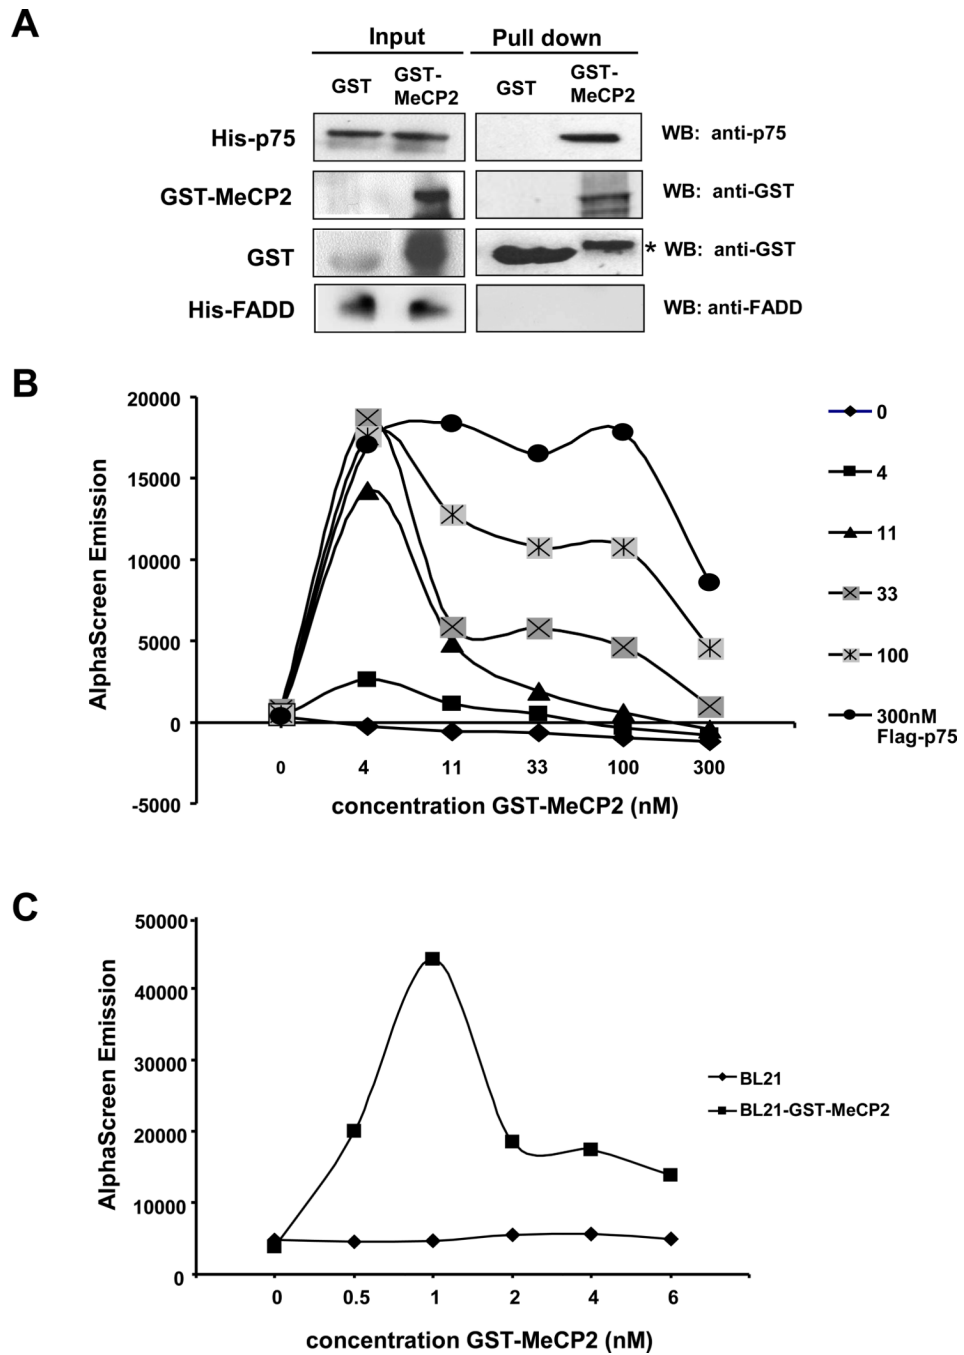 A
Input Pull down
GST GST-MeCP2 GST GST-MeCP2
His-p75 WB: anti-p75
GST-MeCP2 WB: anti-GST
GST * WB: anti-GST
His-FADD WB: anti-FADD
B
AlphaScreen Emission
20000
15000
10000
5000
0
-5000
0 4 11 33 100 300
concentration GST-MeCP2 (nM)
0
4
11
33
100
300nM
Flag-p75
C
AlphaScreen Emission
50000
40000
30000
20000
10000
0
0 0.5 1 2 4 6
concentration GST-MeCP2 (nM)
BL21
BL21-GST-MeCP2